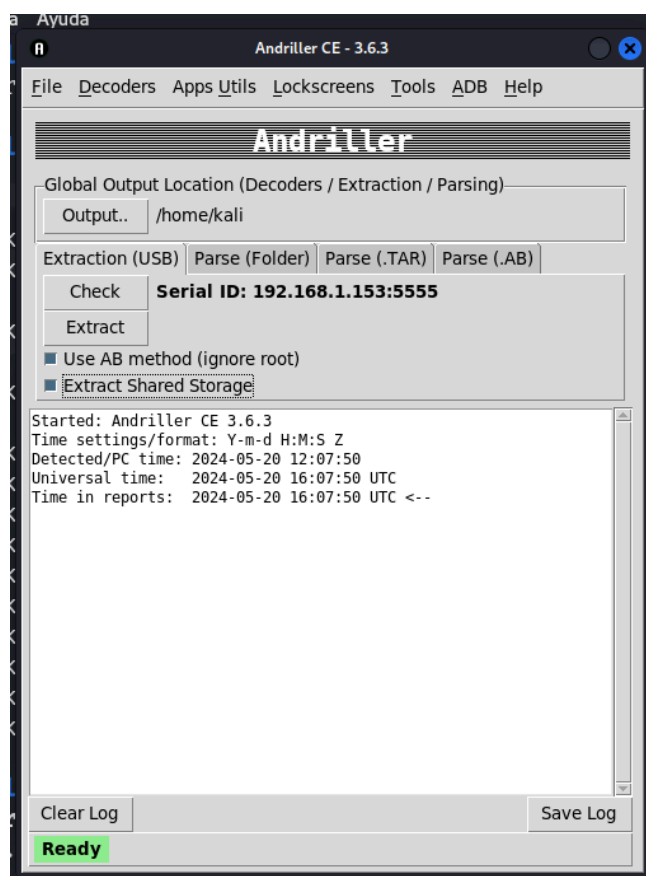 Ayuda
Andriller CE - 3.6.3
File Decoders Apps Utils Lockscreens Tools ADB Help
Andriller
Global Output Location (Decoders / Extraction / Parsing)
Output.. /home/kali
Extraction (USB) Parse (Folder) Parse (.TAR) Parse (.AB)
Check Serial ID: 192.168.1.153:5555
Extract
Use AB method (ignore root)
Extract Shared Storage
Started: Andriller CE 3.6.3
Time settings/format: Y-m-d H:M:S Z
Detected/PC time: 2024-05-20 12:07:50
Universal time: 2024-05-20 16:07:50 UTC
Time in reports: 2024-05-20 16:07:50 UTC <--
Clear Log Save Log
Ready